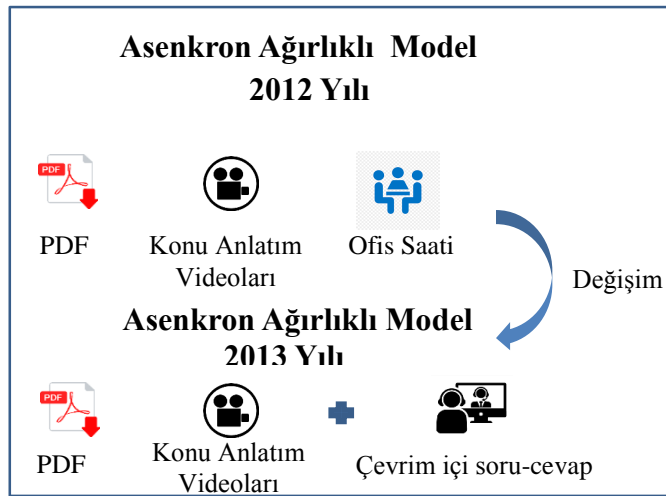 Asenkron Ağırlıklı Model
2012 Yılı
PDF
PDF
Konu Anlatım
Videoları
Ofis Saati
Değişim
Asenkron Ağırlıklı Model
2013 Yılı
PDF
PDF
Konu Anlatım
Videoları
Çevrim içi soru-cevap